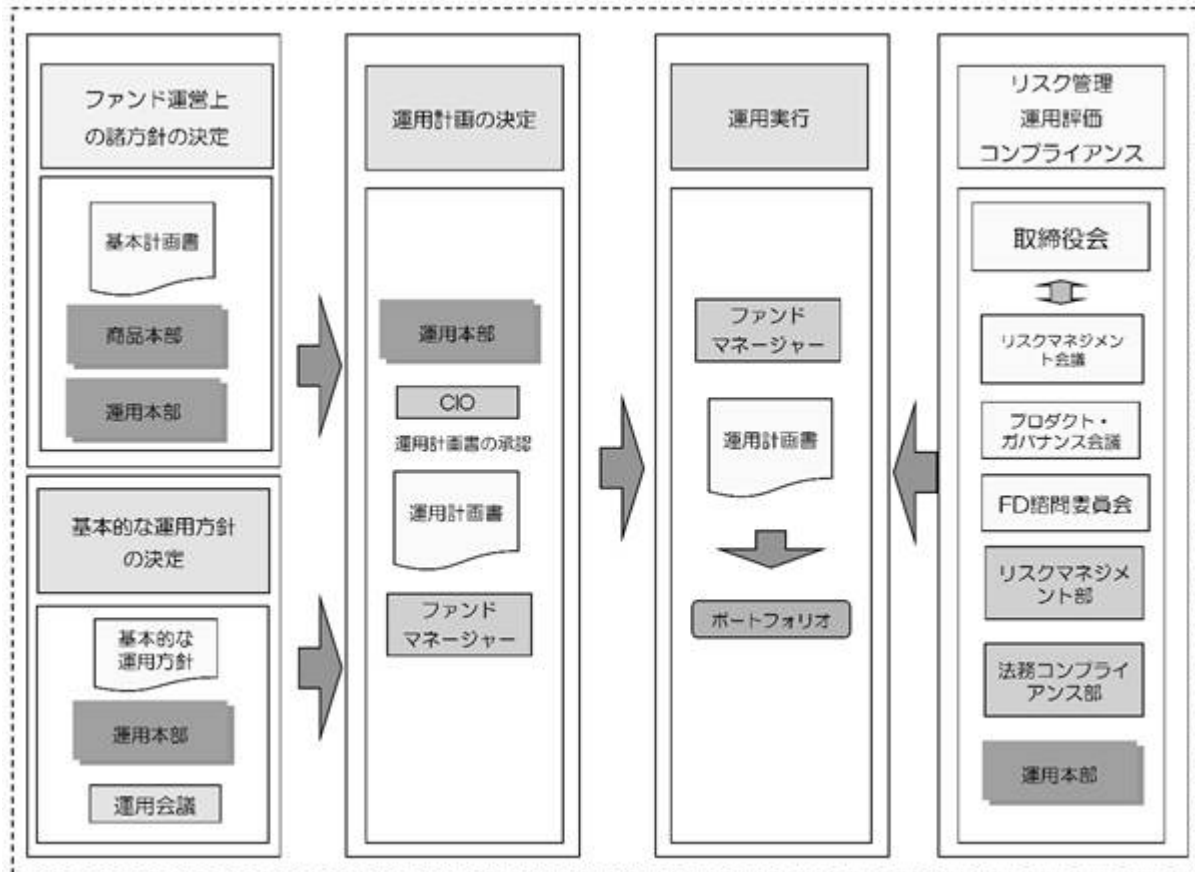 ファンド運営上
の諸方針の決定
基本計画書
商品本部
運用本部
基本的な運用方針
の決定
基本的な
運用方針
運用本部
運用会議
運用計画の決定
運用本部
CIO
運用計画書の承認
運用計画書
ファンド
マネージャー
運用実行
ファンド
マネージャー
運用計画書
ポートフォリオ
リスク管理
運用評価
コンプライアンス
取締役会
リスクマネジメン
ト会議
プロダクト・
ガバナンス会議
FD諮問委員会
リスクマネジメ
ント部
法務コンプライ
アンス部
運用本部